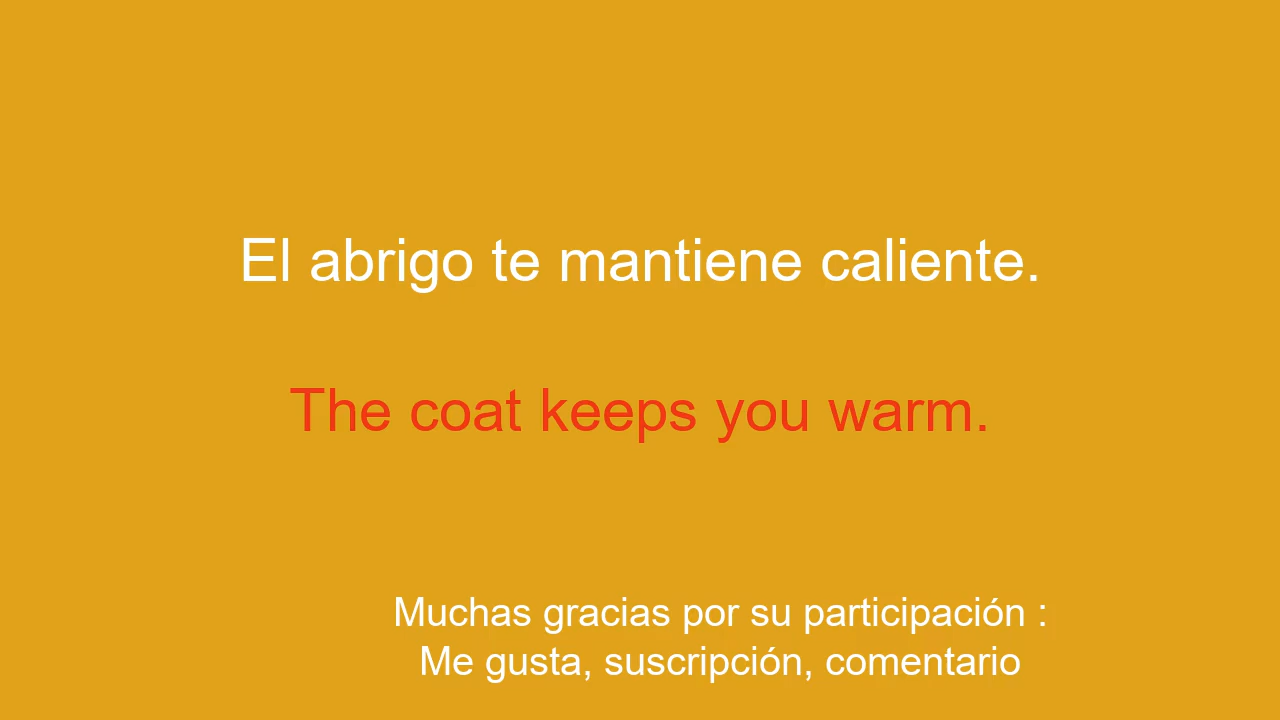 El abrigo te mantiene caliente.
The coat keeps you warm.
Muchas gracias por su participación :
Me gusta, suscripción, comentario